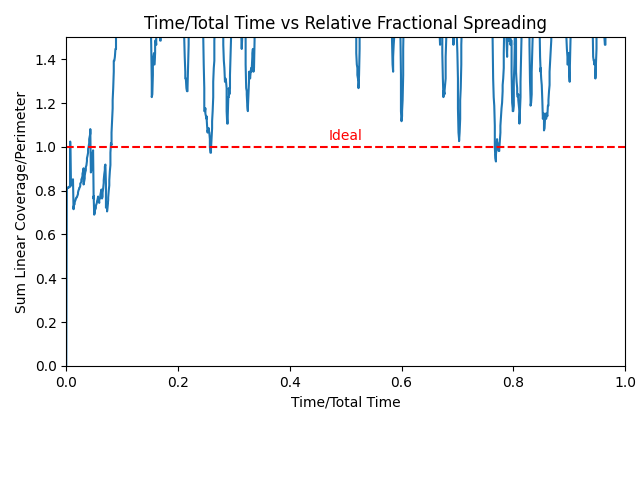 Time/Total Time vs Relative Fractional Spreading
Sum Linear Coverage/Perimeter
1.4
1.2
1.0
0.8
0.6
0.4
0.2
0.0
Ideal
0.0 0.2 0.4 0.6 0.8 1.0
Time/Total Time